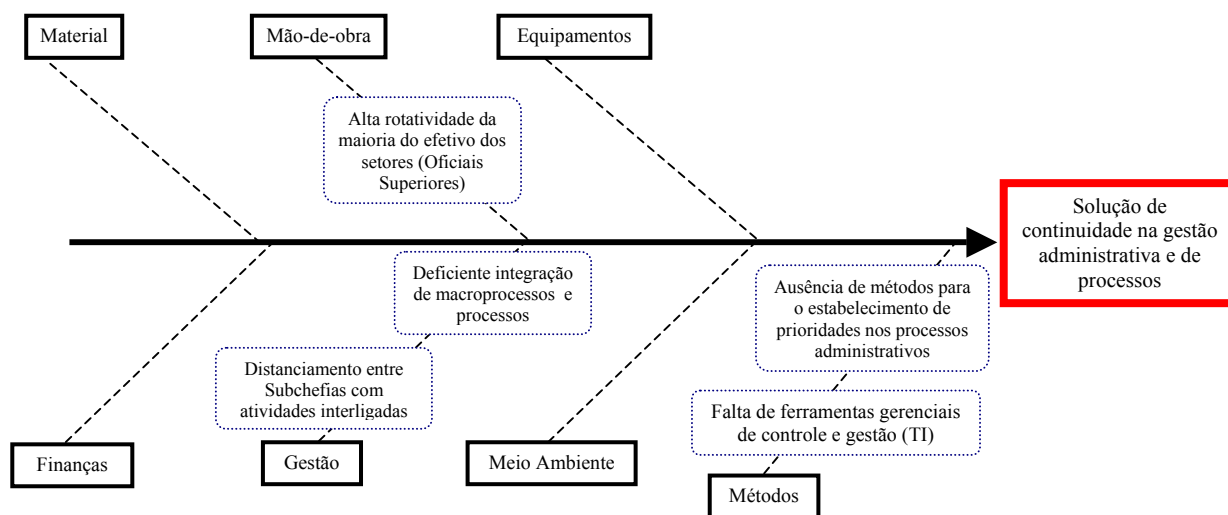 Material
Mão-de-obra
Equipamentos
Alta rotatividade da
maioria do efetivo dos
setores (Oficiais
Superiores)
Solução de
continuidade na gestão
administrativa e de
processos
Deficiente integração
de macroprocessos e
processos
Ausência de métodos para
o estabelecimento de
prioridades nos processos
administrativos
Distanciamento entre
Subchefias com
atividades interligadas
Falta de ferramentas gerenciais
de controle e gestão (TI)
Finanças
Gestão
Meio Ambiente
Métodos